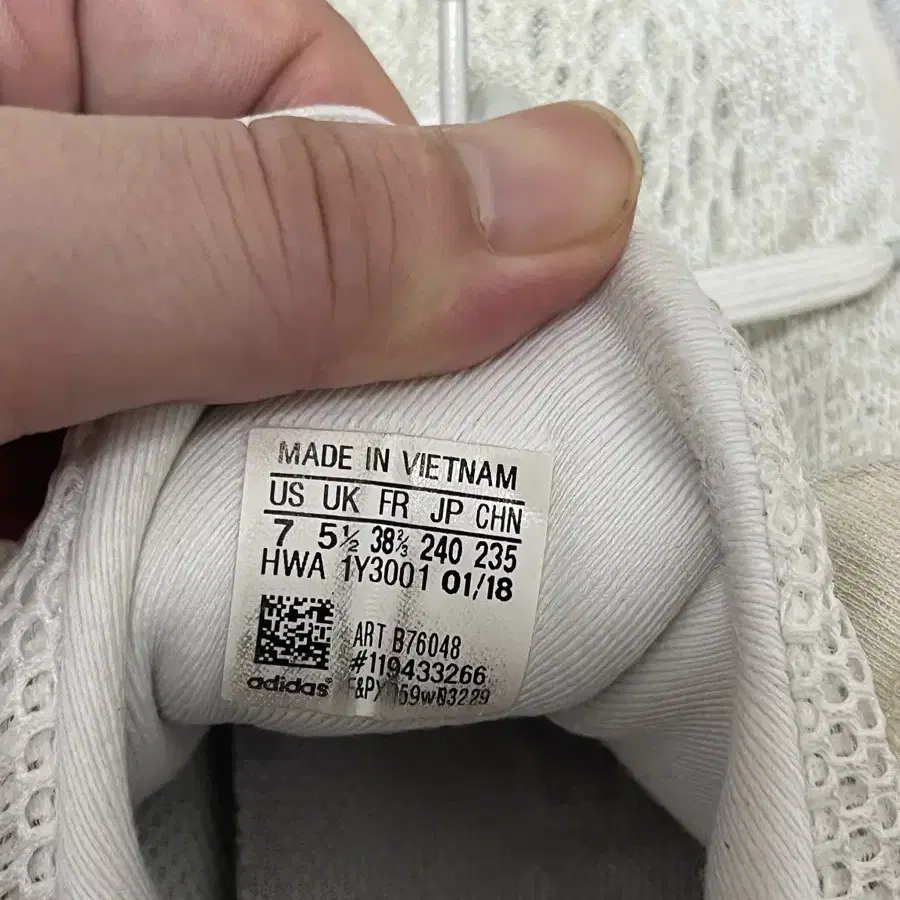 MADE IN VIETNAM
US UK FR JP CHN
7 5½ 38⅔ 240 235
HWA 1Y3001 01/18
ART B76048
#119433266
adidas